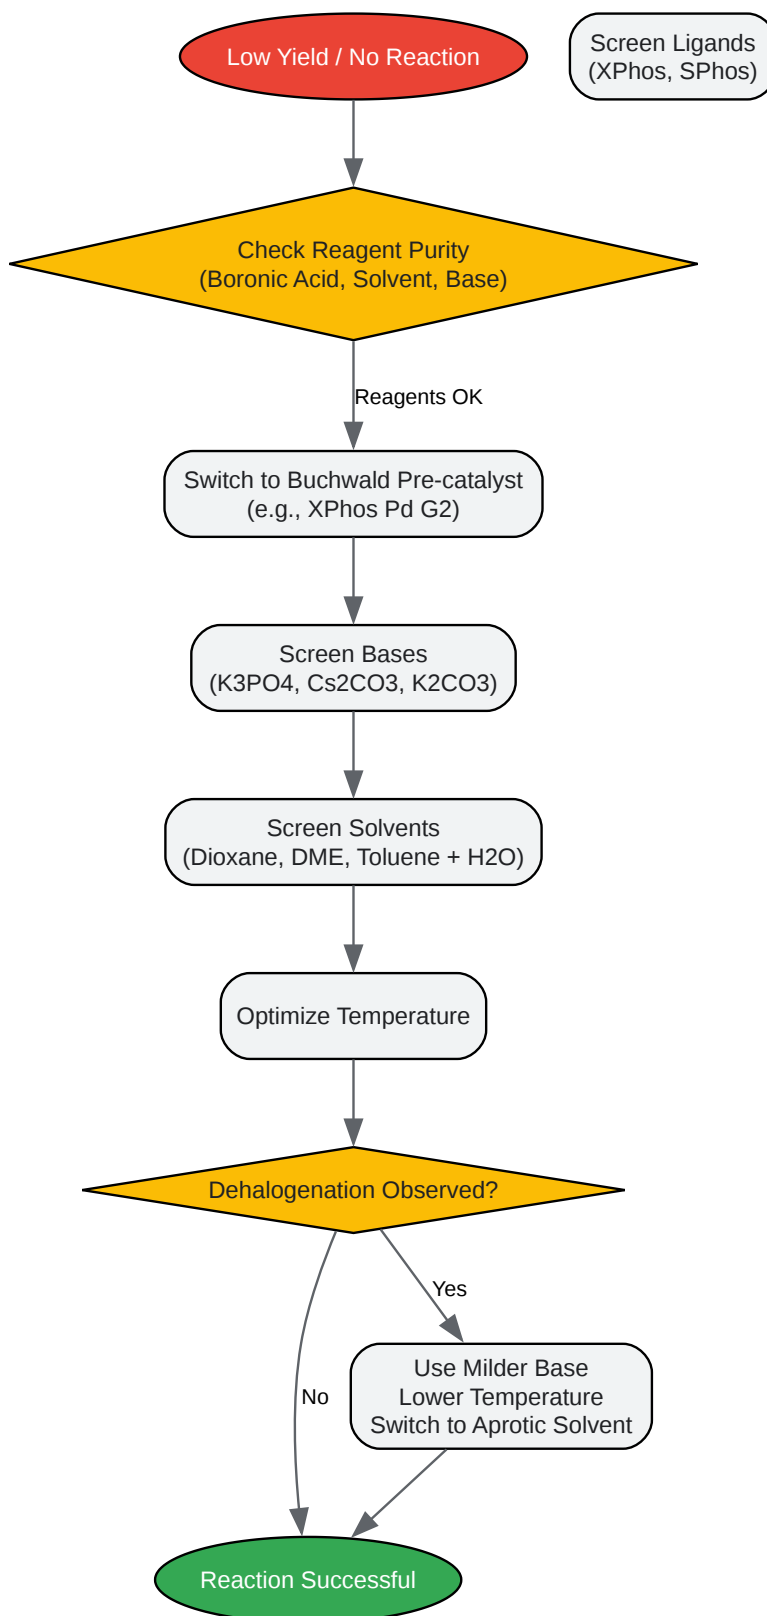 Low Yield / No Reaction
Screen Ligands
(XPhos, SPhos)
Check Reagent Purity
(Boronic Acid, Solvent, Base)
Reagents OK
Switch to Buchwald Pre-catalyst
(e.g., XPhos Pd G2)
Screen Bases
(K3PO4, Cs2CO3, K2CO3)
Screen Solvents
(Dioxane, DME, Toluene + H2O)
Optimize Temperature
Dehalogenation Observed?
Yes
No
Use Milder Base
Lower Temperature
Switch to Aprotic Solvent
Reaction Successful